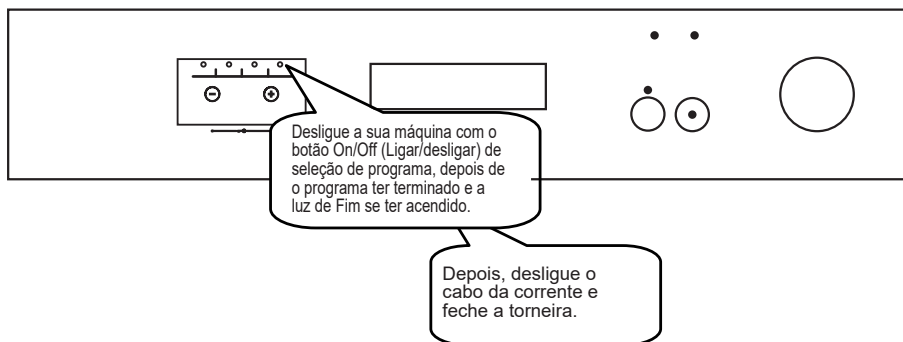 Desligue a sua máquina com o
botão On/Off (Ligar/desligar) de
seleção de programa, depois de
o programa ter terminado e a
luz de Fim se ter acendido.
Depois, desligue o
cabo da corrente e
feche a torneira.